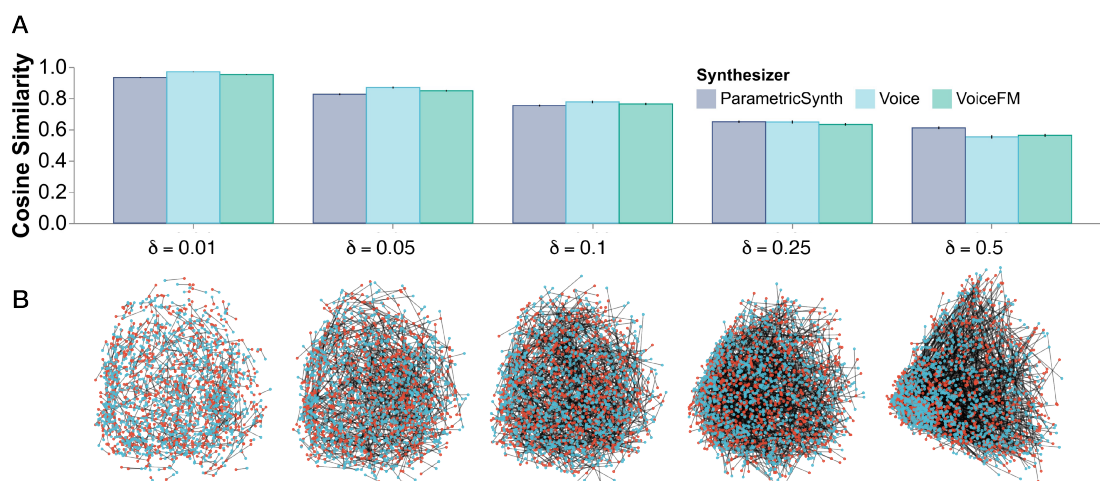 A
Cosine Similarity
1.0
0.8
0.6
0.4
0.2
0.0
Synthesizer
ParametricSynth Voice VoiceFM
δ = 0.01 δ = 0.05 δ = 0.1 δ = 0.25 δ = 0.5
B